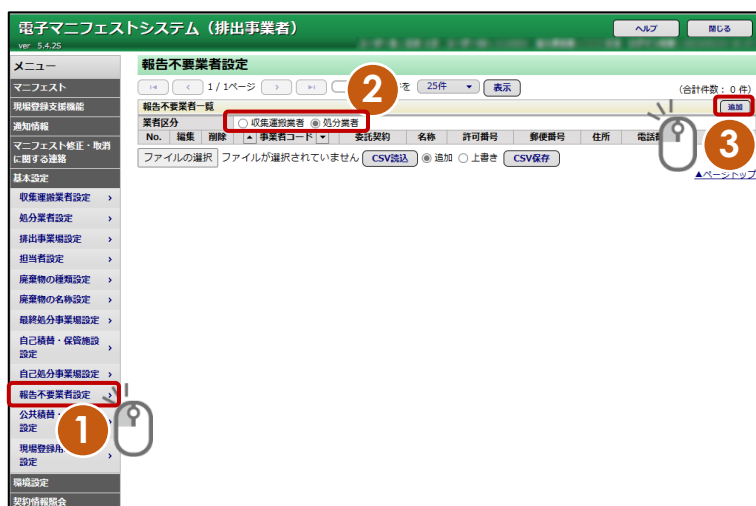 電子マニフェストシステム（排出事業者）
ver 5.4.25
ヘルプ
閉じる
メニュー
マニフェスト
現場登録支援機能
通知情報
マニフェスト修正・取消
に関する連絡
基本設定
収集運搬業者設定 ›
処分業者設定 ›
排出事業場設定 ›
担当者設定 ›
廃棄物の種類設定 ›
廃棄物の名称設定 ›
最終処分事業場設定 ›
自己積替・保管施設 ›
設定
自己処分事業場設定 ›
報告不要業者設定 ›
1
公共積替・
設定
現場登録用
設定
環境設定
契約情報照会
報告不要業者設定
1 / 1ページ
2
を 25件 表示
(合計件数： 0 件)
報告不要業者一覧
追加
業者区分 収集運搬業者 処分業者
3
No. 編集 削除 ▲ 事業者コード ▼ 委託契約 名称 許可番号 郵便番号 住所
ファイルの選択 ファイルが選択されていません CSV読込 追加 上書き CSV保存
▲ページトップ